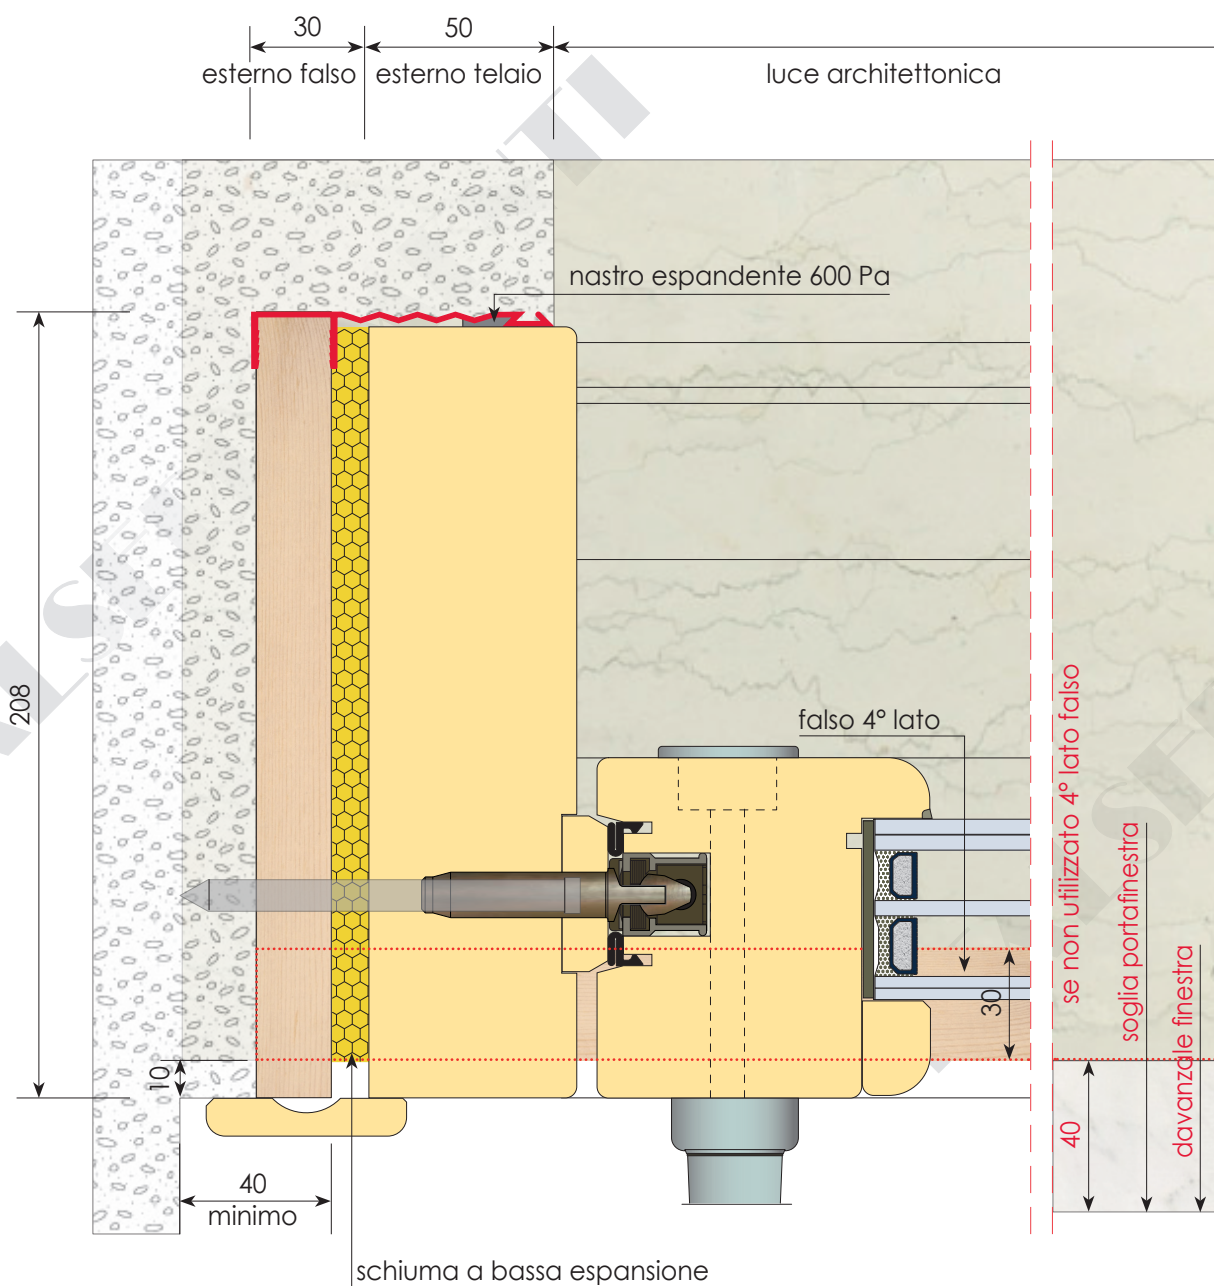 30
50
esterno falso
esterno telaio
luce architettonica
nastro espandente 600 Pa
208
falso 4° lato
se non utilizzato 4° lato falso
soglia portafinestra
davanzale finestra
30
10
40
40
minimo
schiuma a bassa espansione